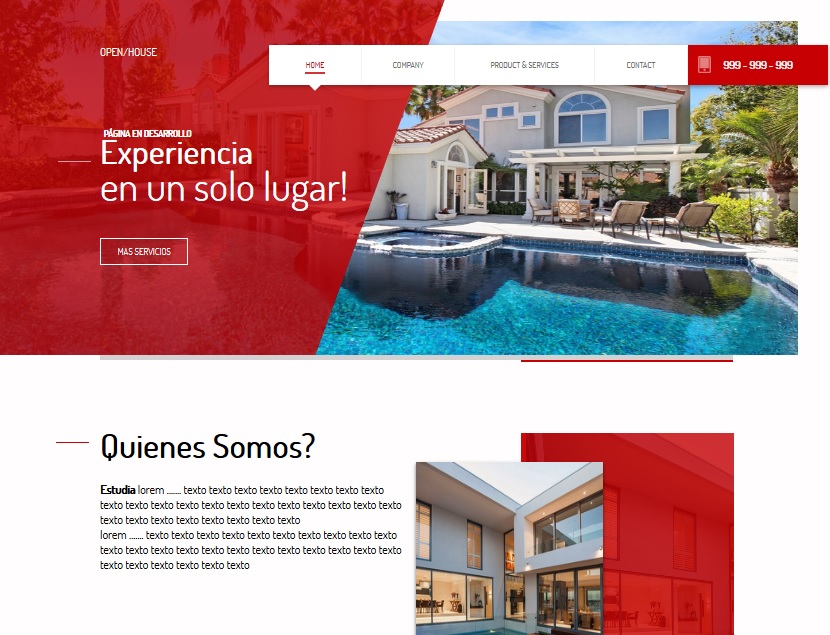 OPEN/HOUSE
HOME COMPANY PRODUCT & SERVICES CONTACT 999 - 999 - 999
PÁGINA EN DESARROLLO
Experiencia
en un solo lugar!
MAS SERVICIOS
Quienes Somos?
Estudia lorem ....... texto texto texto texto texto texto texto texto
texto texto texto texto texto texto texto texto texto texto texto texto
texto texto texto texto texto texto texto texto
lorem ....... texto texto texto texto texto texto texto texto texto texto
texto texto texto texto texto texto texto texto texto texto texto texto
texto texto texto texto texto texto